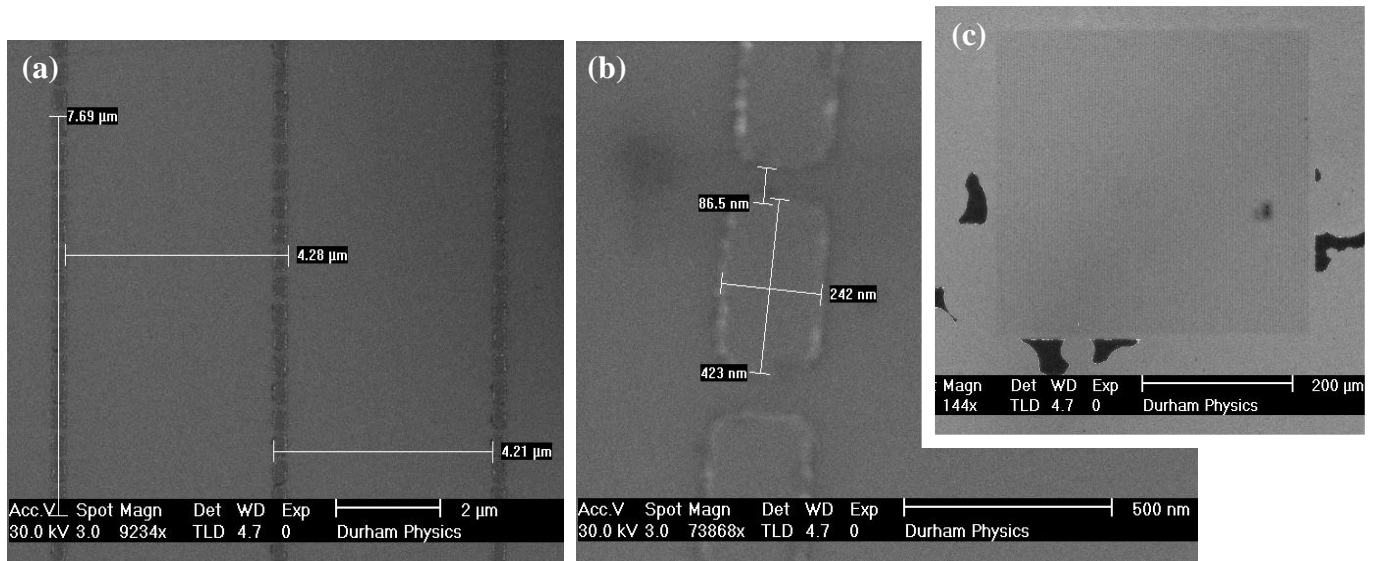 (a)
7.69 µm
4.28 µm
4.21 µm
Acc.V Spot Magn Det WD Exp 2 µm
30.0 kV 3.0 9234x TLD 4.7 0 Durham Physics
(b)
86.5 nm
242 nm
423 nm
Acc.V Spot Magn Det WD Exp 500 nm
30.0 kV 3.0 73868x TLD 4.7 0 Durham Physics
(c)
Magn Det WD Exp 200 µm
144x TLD 4.7 0 Durham Physics